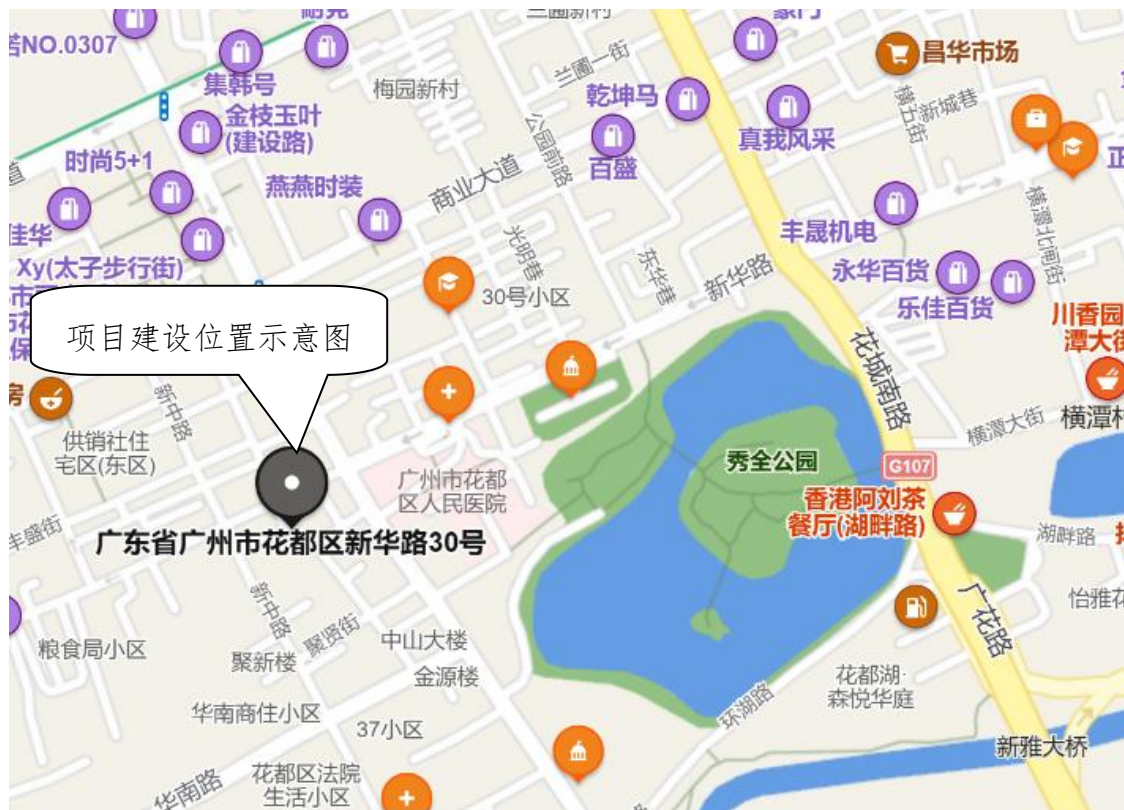 兰圃新村
NO.0307
集韩号
梅园新村
兰圃一街
昌华市场
乾坤马
金枝玉叶
(建设路)
公园前路
横五街
新城巷
真我风采
百盛
时尚5+1
燕燕时装
商业大道
佳华
Xy(太子步行街)
光明巷
30号小区
东华巷
新华路
丰晟机电
永华百货
乐佳百货
横潭北闸街
川香园
潭大街
项目建设位置示意图
花城南路
房
供销社住
宅区(东区)
新中路
广州市花都
区人民医院
秀全公园
G107
横潭大街
横潭村
香港阿刘茶
餐厅(湖畔路)
湖畔路
广东省广州市花都区新华路30号
丰盛街
新中路
聚贤街
粮食局小区
聚新楼
中山大楼
金源楼
广花路
怡雅花
华南商住小区
37小区
环湖路
花都湖·
森悦华庭
新雅大桥
花都区法院
生活小区
华南路